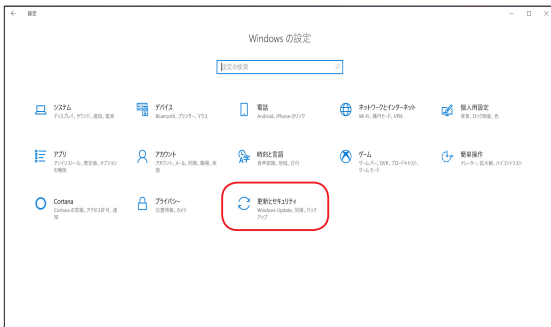 設定
Windows の設定
設定の検索
システム
ディスプレイ、サウンド、通知、電源
デバイス
Bluetooth、プリンター、マウス
電話
Android、iPhone のリンク
ネットワークとインターネット
Wi-Fi、機内モード、VPN
個人用設定
背景、ロック画面、色
アプリ
アンインストール、既定値、オプション
の機能
アカウント
アカウント、メール、同期、職場、家
族
時刻と言語
音声認識、地域、日付
ゲーム
ゲーム バー、DVR、ブロードキャスト、
ゲーム モード
簡単操作
ナレーター、拡大鏡、ハイコントラスト
Cortana
Cortana の言語、アクセス許可、通
知
プライバシー
位置情報、カメラ
更新とセキュリティ
Windows Update、回復、バック
アップ